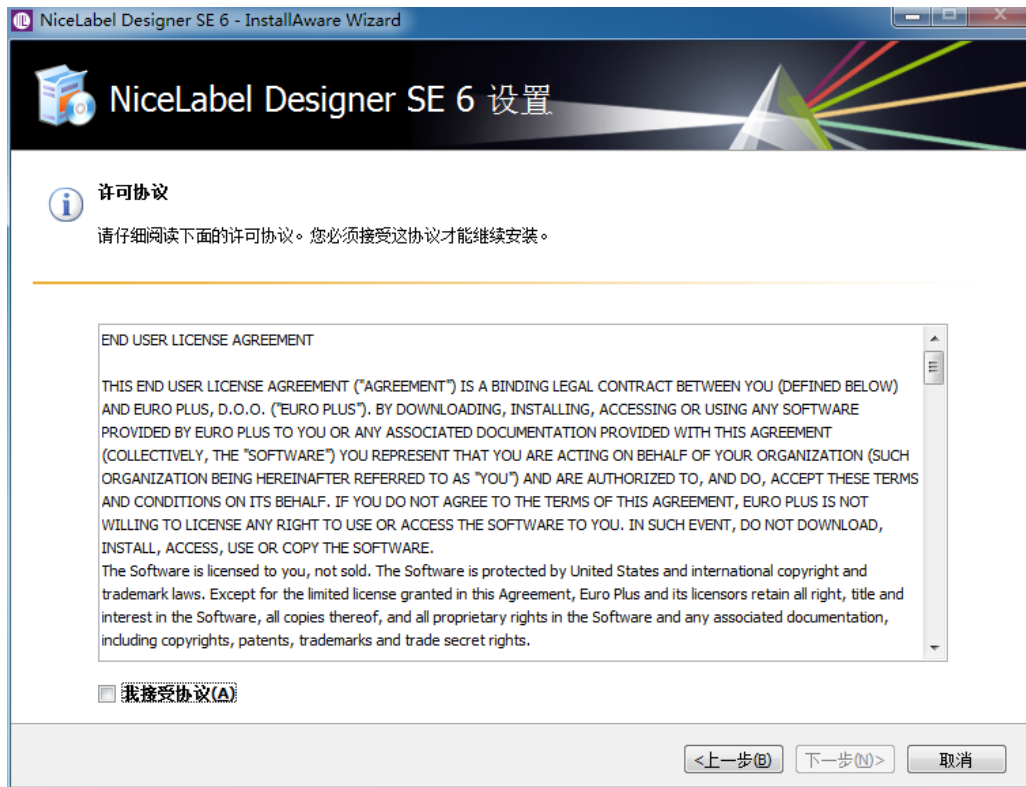 NiceLabel Designer SE 6 - InstallAware Wizard
NiceLabel Designer SE 6 设置
许可协议
请仔细阅读下面的许可协议。您必须接受这协议才能继续安装。
END USER LICENSE AGREEMENT
THIS END USER LICENSE AGREEMENT ("AGREEMENT") IS A BINDING LEGAL CONTRACT BETWEEN YOU (DEFINED BELOW)
AND EURO PLUS, D.O.O. ("EURO PLUS"). BY DOWNLOADING, INSTALLING, ACCESSING OR USING ANY SOFTWARE
PROVIDED BY EURO PLUS TO YOU OR ANY ASSOCIATED DOCUMENTATION PROVIDED WITH THIS AGREEMENT
(COLLECTIVELY, THE "SOFTWARE") YOU REPRESENT THAT YOU ARE ACTING ON BEHALF OF YOUR ORGANIZATION (SUCH
ORGANIZATION BEING HEREINAFTER REFERRED TO AS "YOU") AND ARE AUTHORIZED TO, AND DO, ACCEPT THESE TERMS
AND CONDITIONS ON ITS BEHALF. IF YOU DO NOT AGREE TO THE TERMS OF THIS AGREEMENT, EURO PLUS IS NOT
WILLING TO LICENSE ANY RIGHT TO USE OR ACCESS THE SOFTWARE TO YOU. IN SUCH EVENT, DO NOT DOWNLOAD,
INSTALL, ACCESS, USE OR COPY THE SOFTWARE.
The Software is licensed to you, not sold. The Software is protected by United States and international copyright and
trademark laws. Except for the limited license granted in this Agreement, Euro Plus and its licensors retain all right, title and
interest in the Software, all copies thereof, and all proprietary rights in the Software and any associated documentation,
including copyrights, patents, trademarks and trade secret rights.
我接受协议(A)
<上一步(B) 下一步(N)> 取消